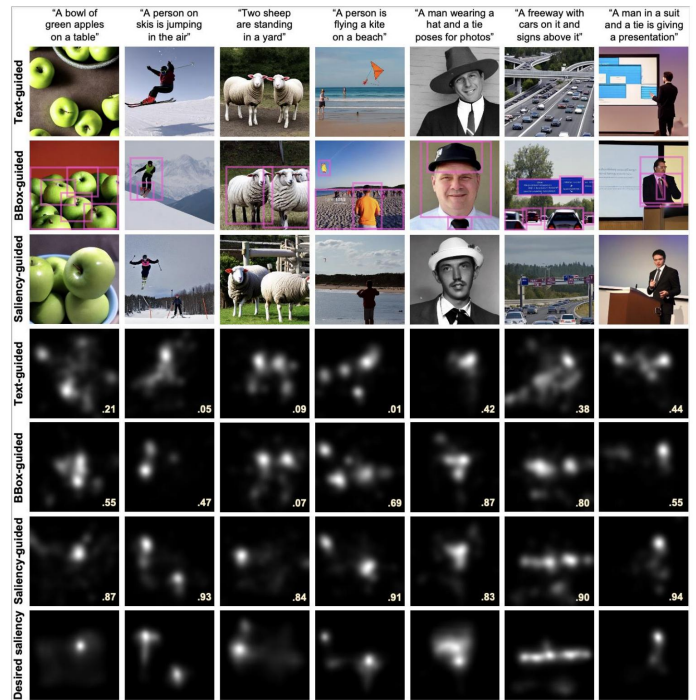 "A bowl of
green apples
on a table"
"A person on
skis is jumping
in the air"
"Two sheep
are standing
in a yard"
"A person is
flying a kite
on a beach"
"A man wearing a
hat and a tie
poses for photos"
"A freeway with
cars on it and
signs above it"
"A man in a suit
and a tie is giving
a presentation"
Text-guided
BBox-guided
Saliency-guided
Text-guided
.21
.05
.09
.01
.42
.38
.44
BBox-guided
.55
.47
.07
.69
.87
.80
.55
Saliency-guided
.87
.93
.84
.91
.83
.90
.94
Desired saliency